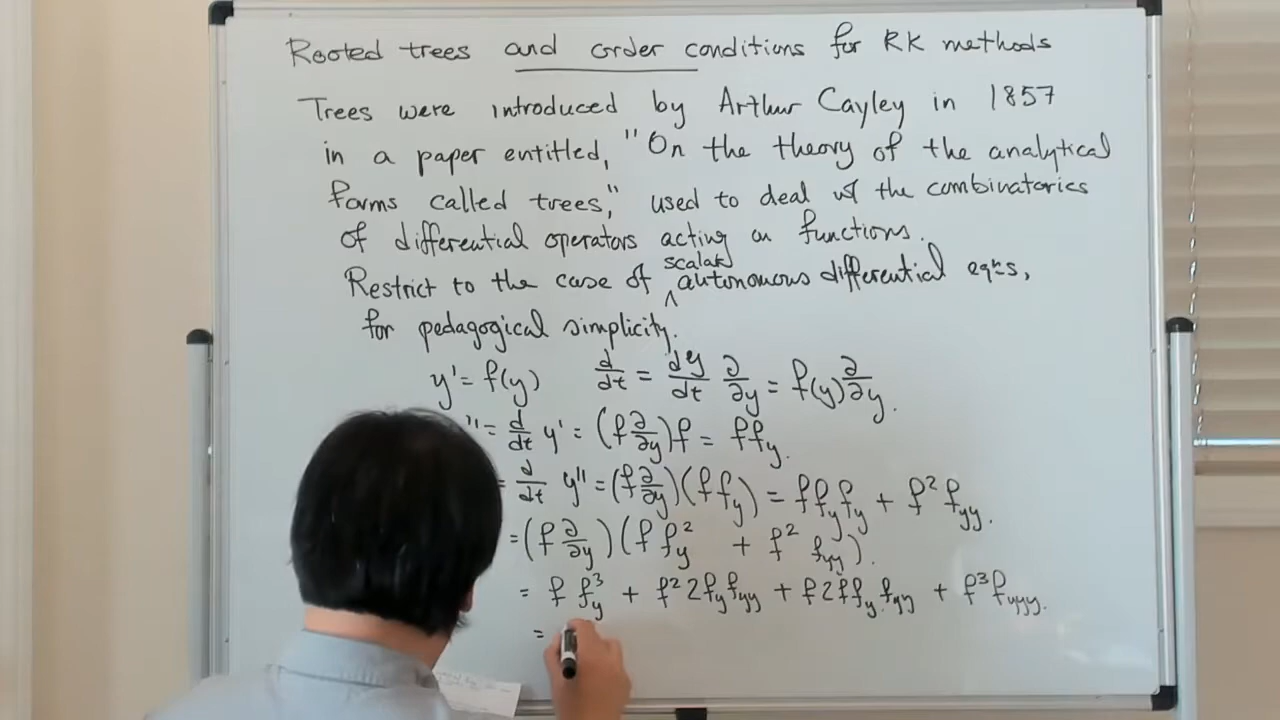 Rooted trees and order conditions for RK methods
Trees were introduced by Arthur Cayley in 1857
in a paper entitled, "On the theory of the analytical
forms called trees," used to deal w/ the combinatorics
of differential operators acting on functions.
scalar
Restrict to the case of ^ autonomous differential eqns,
for pedagogical simplicity.
y' = f(y) d/dt = dy/dt ∂/∂y = f(y) ∂/∂y.
'' = d/dt y' = (f ∂/∂y) f = f f_y.
= d/dt y'' = (f ∂/∂y)(f f_y) = f f_y f_y + f² f_yy.
= (f ∂/∂y)(f f_y² + f² f_yy).
= f f_y³ + f² 2 f_y f_yy + f 2 f f_y f_yy + f³ f_yyy.
=